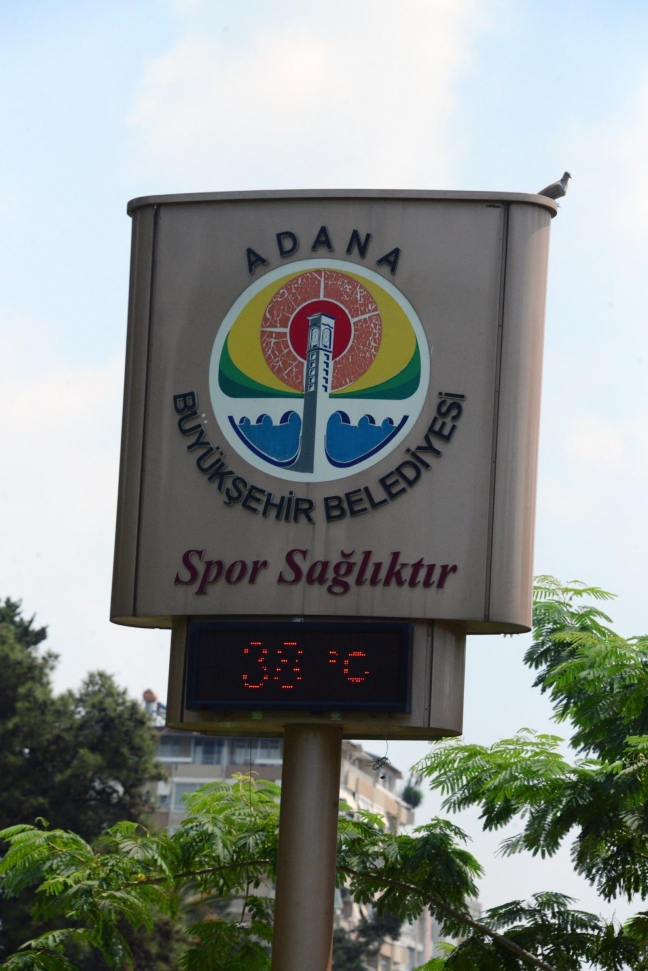 ADANA
BÜYÜKŞEHİR BELEDİYESİ
Spor Sağlıktır
38 °C